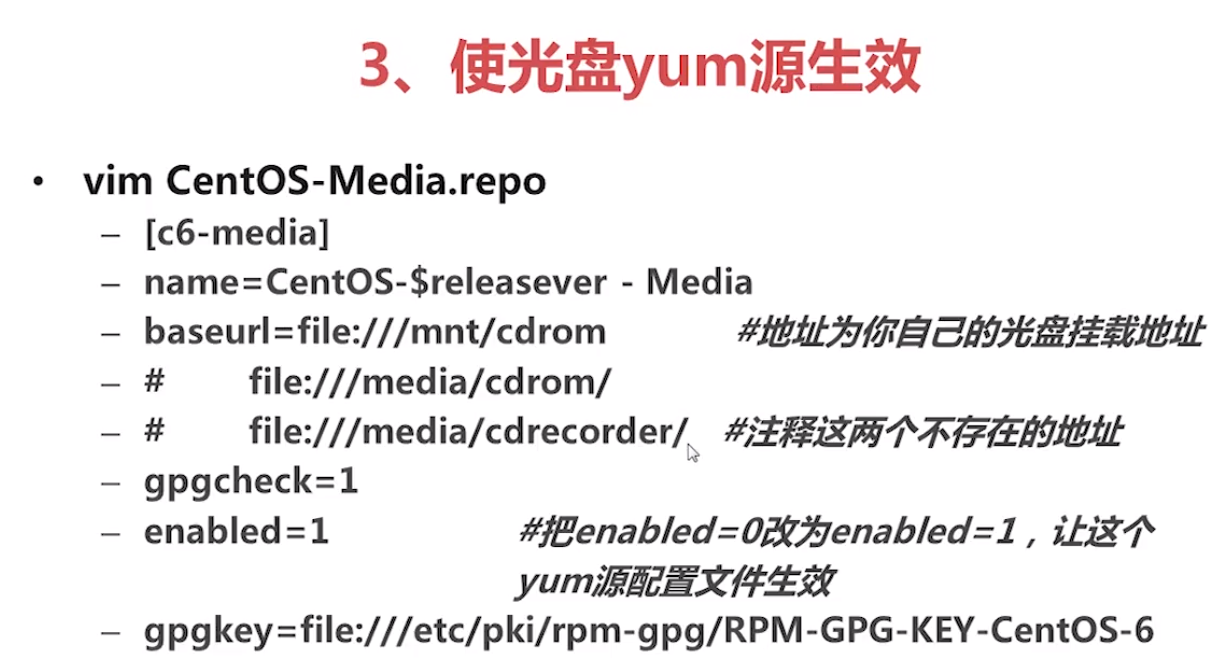 3、使光盘yum源生效
• vim CentOS-Media.repo
– [c6-media]
– name=CentOS-$releasever - Media
– baseurl=file:///mnt/cdrom #地址为你自己的光盘挂载地址
– # file:///media/cdrom/
– # file:///media/cdrecorder/ #注释这两个不存在的地址
– gpgcheck=1
– enabled=1 #把enabled=0改为enabled=1，让这个
yum源配置文件生效
– gpgkey=file:///etc/pki/rpm-gpg/RPM-GPG-KEY-CentOS-6